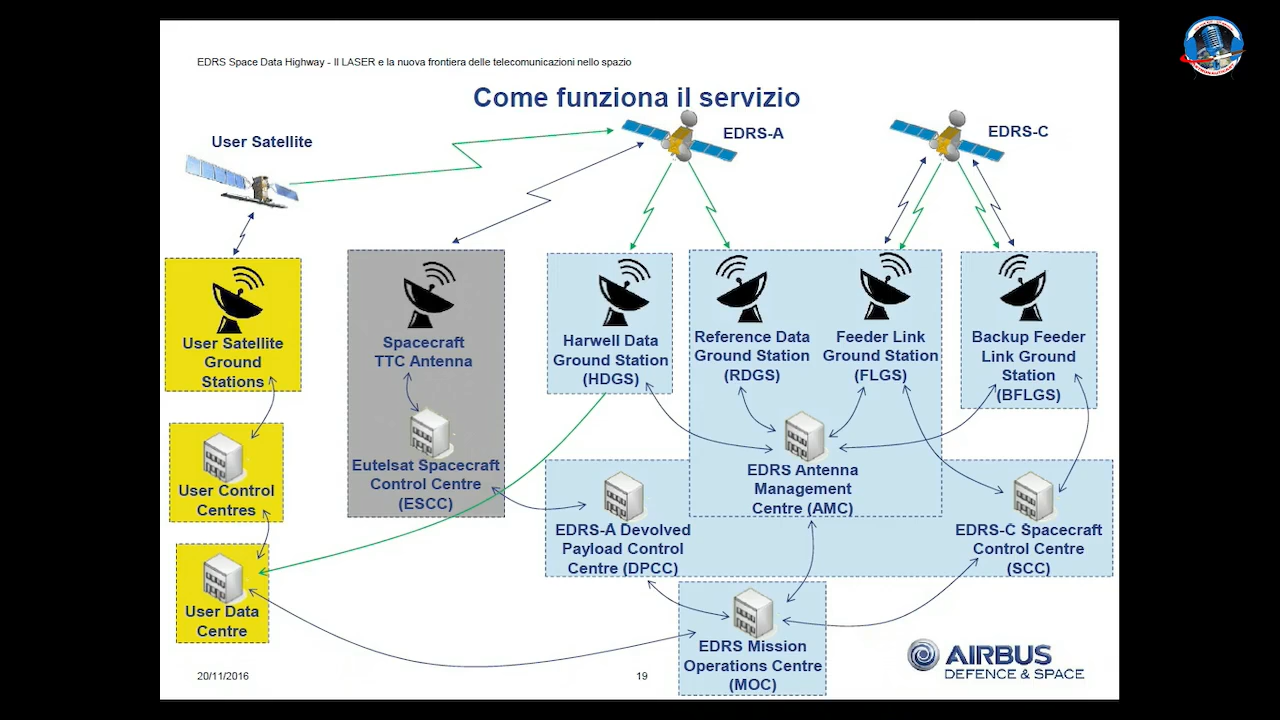 EDRS Space Data Highway - Il LASER e la nuova frontiera delle telecomunicazioni nello spazio
Come funziona il servizio
User Satellite
EDRS-A
EDRS-C
User Satellite
Ground
Stations
Spacecraft
TTC Antenna
Harwell Data
Ground Station
(HDGS)
Reference Data
Ground Station
(RDGS)
Feeder Link
Ground Station
(FLGS)
Backup Feeder
Link Ground
Station
(BFLGS)
User Control
Centres
Eutelsat Spacecraft
Control Centre
(ESCC)
EDRS Antenna
Management
Centre (AMC)
EDRS-A Devolved
Payload Control
Centre (DPCC)
EDRS-C Spacecraft
Control Centre
(SCC)
User Data
Centre
EDRS Mission
Operations Centre
(MOC)
20/11/2016
19
AIRBUS
DEFENCE & SPACE